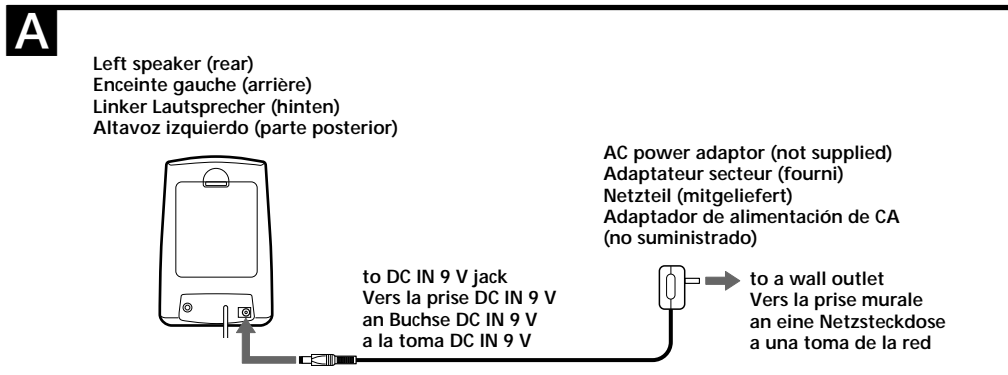 A
Left speaker (rear)
Enceinte gauche (arrière)
Linker Lautsprecher (hinten)
Altavoz izquierdo (parte posterior)
AC power adaptor (not supplied)
Adaptateur secteur (fourni)
Netzteil (mitgeliefert)
Adaptador de alimentación de CA
(no suministrado)
to DC IN 9 V jack
Vers la prise DC IN 9 V
an Buchse DC IN 9 V
a la toma DC IN 9 V
to a wall outlet
Vers la prise murale
an eine Netzsteckdose
a una toma de la red